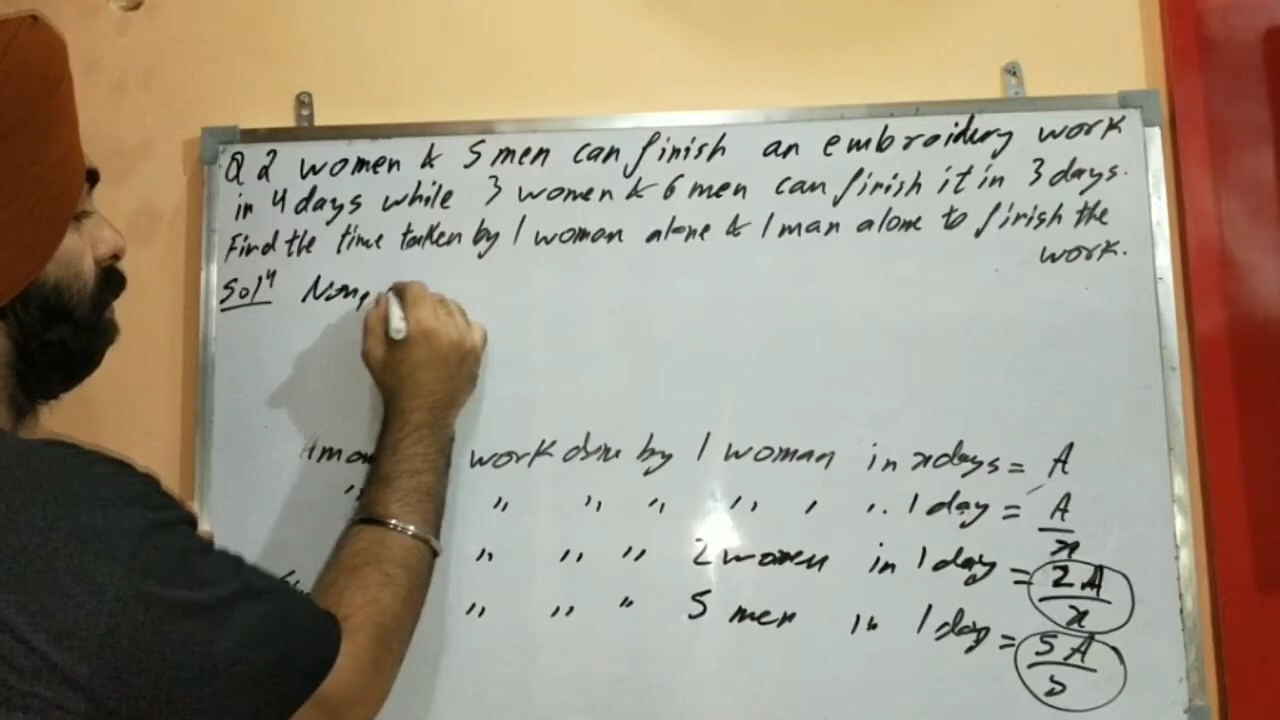 Q 2 women & 5 men can finish an embroidery work
in 4 days while 3 women & 6 men can finish it in 3 days.
Find the time taken by 1 woman alone & 1 man alone to finish the
work.
Solⁿ
work done by 1 woman in x days = A
" " " " " " 1 day = A/x
" " " 2 women in 1 day = 2A/x
" " " 5 men in 1 day = 5A